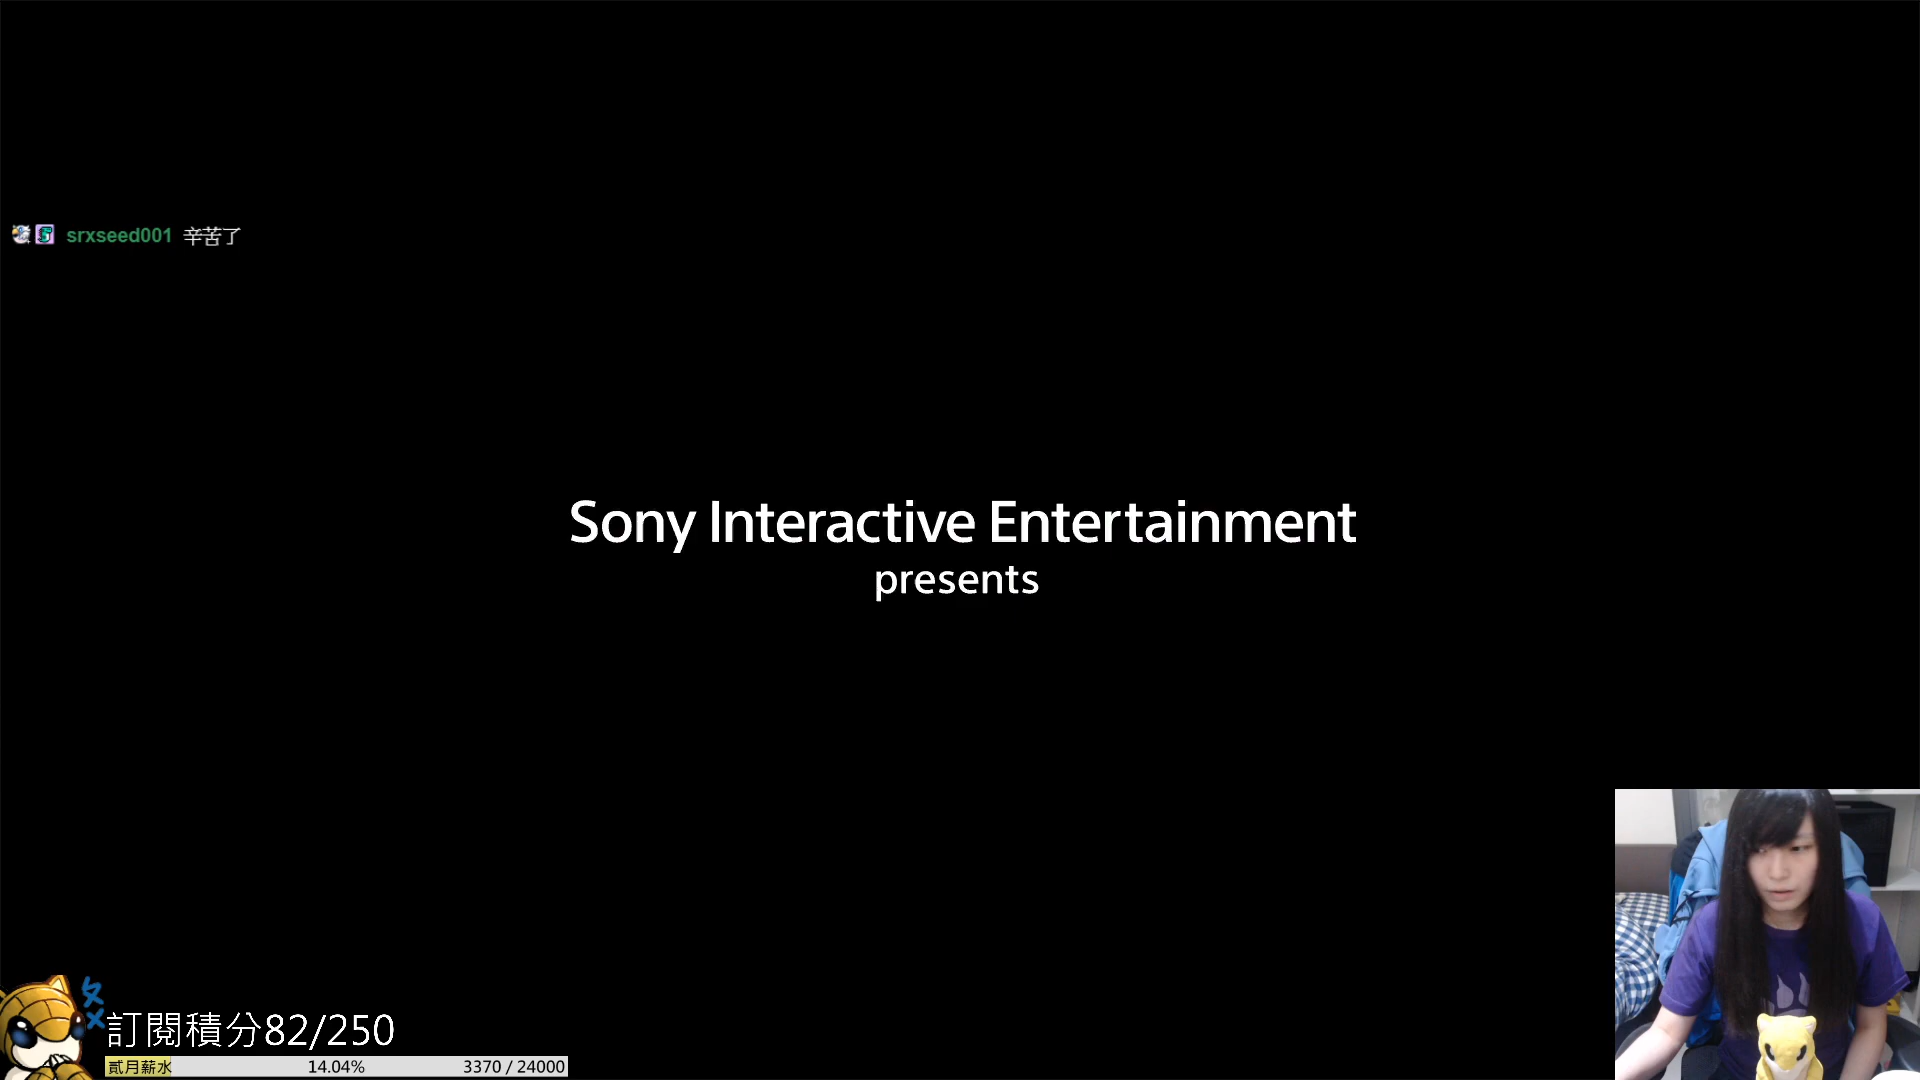 srxseed001 辛苦了
Sony Interactive Entertainment
presents
ㄆㄨ
訂閱積分82/250
貳月薪水 14.04% 3370 / 24000